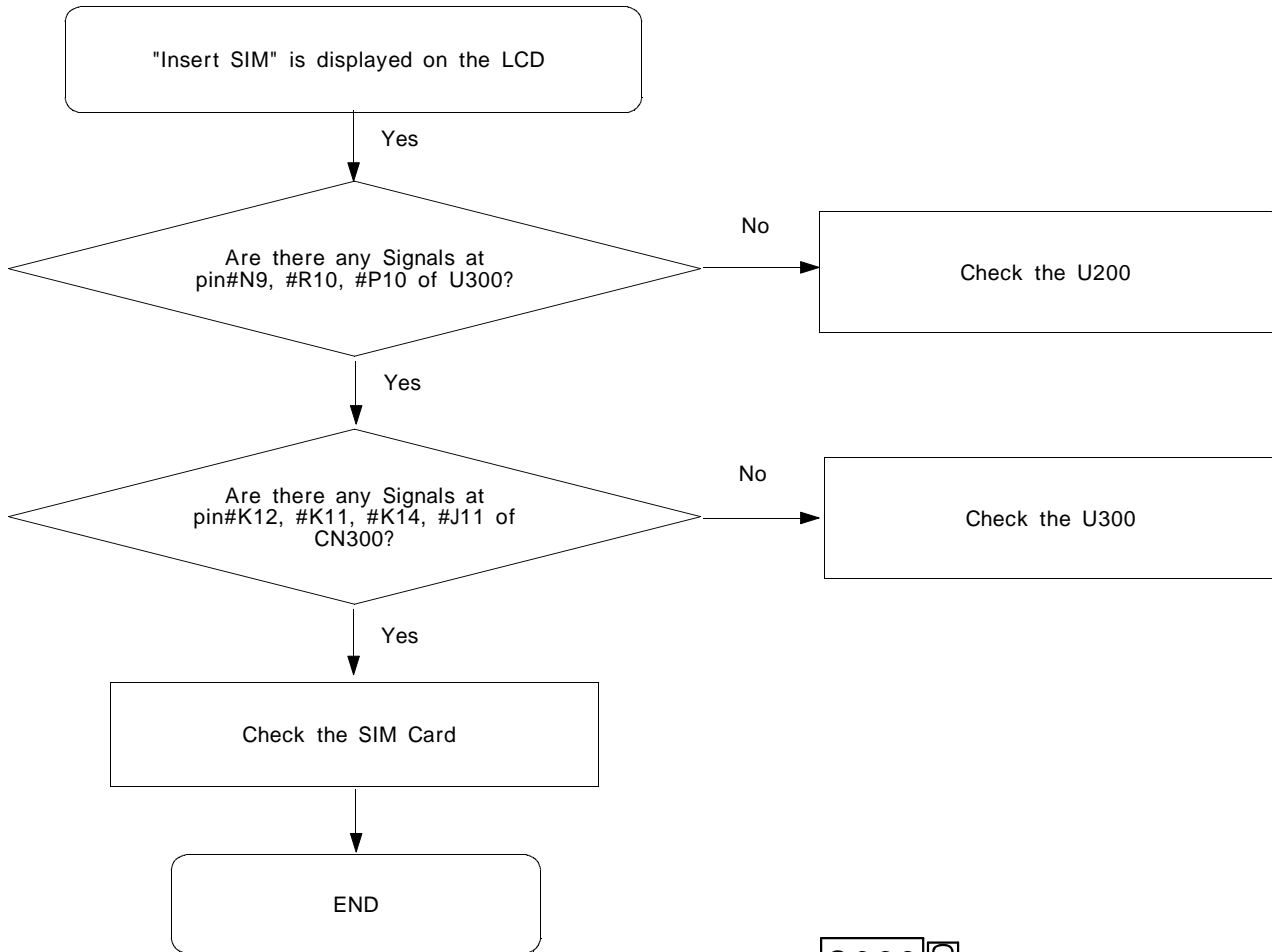 "Insert SIM" is displayed on the LCD
Yes
Are there any Signals at
pin#N9, #R10, #P10 of U300?
No
Check the U200
Yes
Are there any Signals at
pin#K12, #K11, #K14, #J11 of
CN300?
No
Check the U300
Yes
Check the SIM Card
END